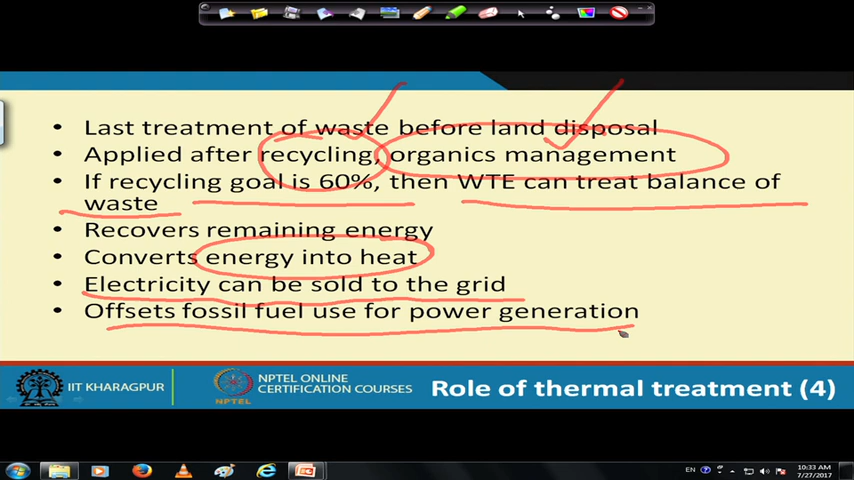 • Last treatment of waste before land disposal
• Applied after recycling, organics management
• If recycling goal is 60%, then WTE can treat balance of
waste
• Recovers remaining energy
• Converts energy into heat
• Electricity can be sold to the grid
• Offsets fossil fuel use for power generation
IIT KHARAGPUR
NPTEL
NPTEL ONLINE
CERTIFICATION COURSES
Role of thermal treatment (4)
EN
10:33 AM
7/27/2017